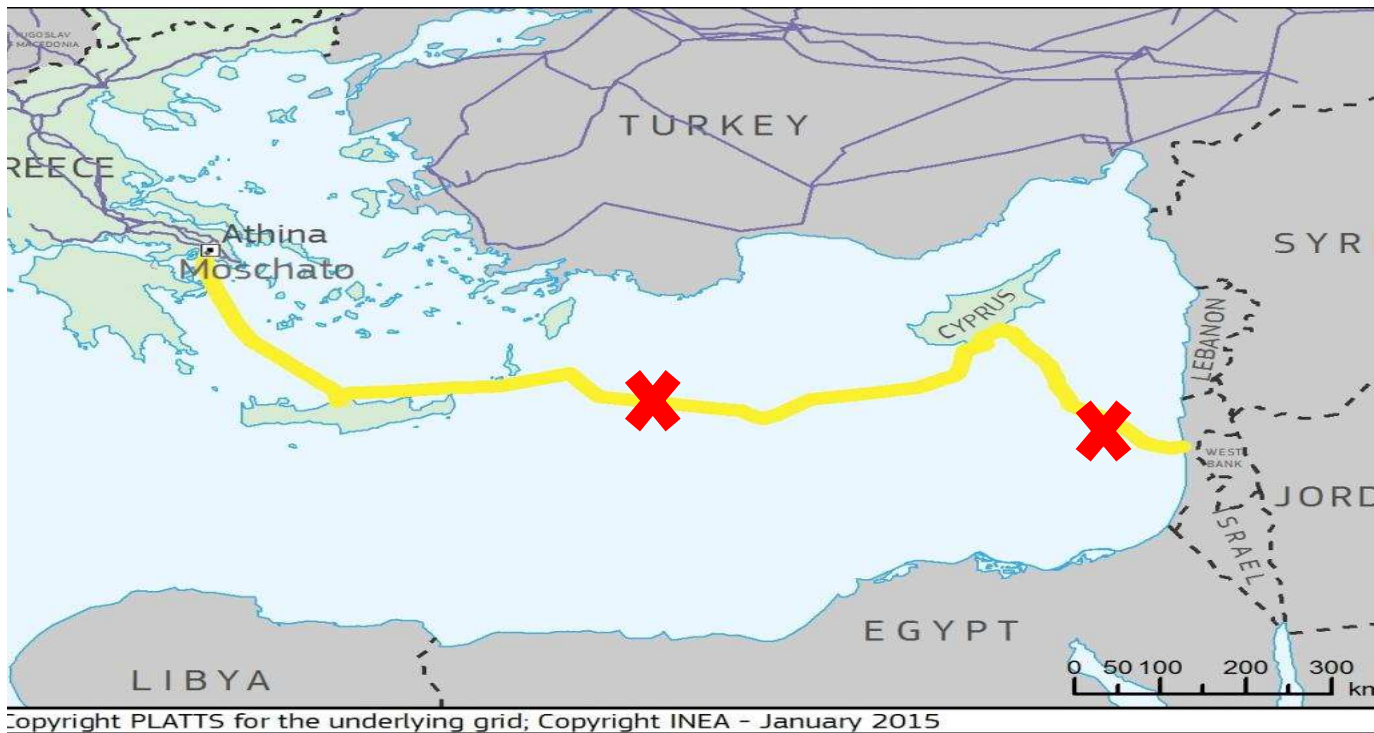 YUGOSLAV
MACEDONIA
TURKEY
REECE
Athina
Moschato
SYR
CYPRUS
LEBANON
WEST
BANK
JORD
ISRAEL
EGYPT
LIBYA
0 50 100 200 300
km
Copyright PLATTS for the underlying grid; Copyright INEA - January 2015